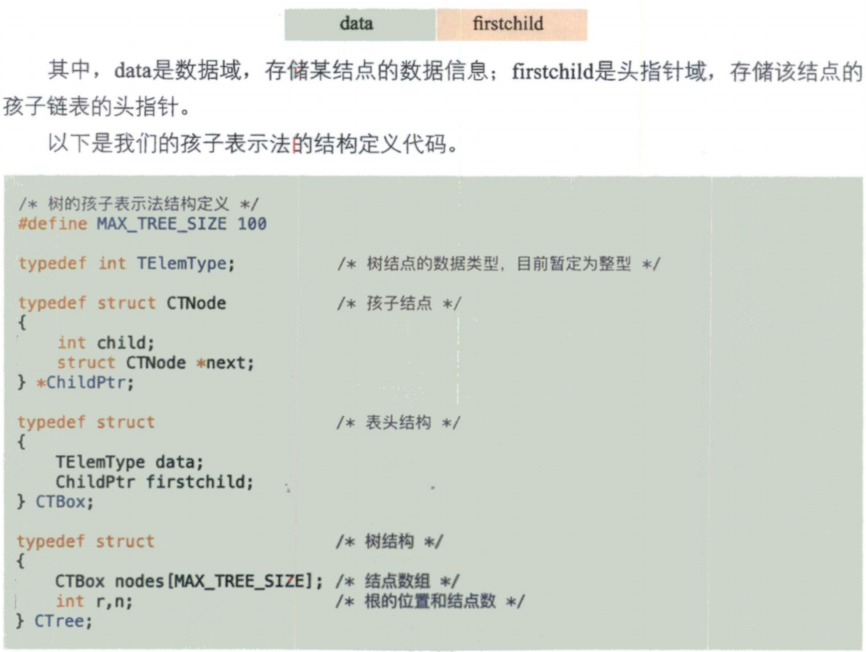 data firstchild
其中，data是数据域，存储某结点的数据信息；firstchild是头指针域，存储该结点的
孩子链表的头指针。
以下是我们的孩子表示法的结构定义代码。
/* 树的孩子表示法结构定义 */
#define MAX_TREE_SIZE 100
typedef int TElemType; /* 树结点的数据类型，目前暂定为整型 */
typedef struct CTNode /* 孩子结点 */
{
int child;
struct CTNode *next;
} *ChildPtr;
typedef struct /* 表头结构 */
{
TElemType data;
ChildPtr firstchild;
} CTBox;
typedef struct /* 树结构 */
{
CTBox nodes[MAX_TREE_SIZE]; /* 结点数组 */
int r,n; /* 根的位置和结点数 */
} CTree;